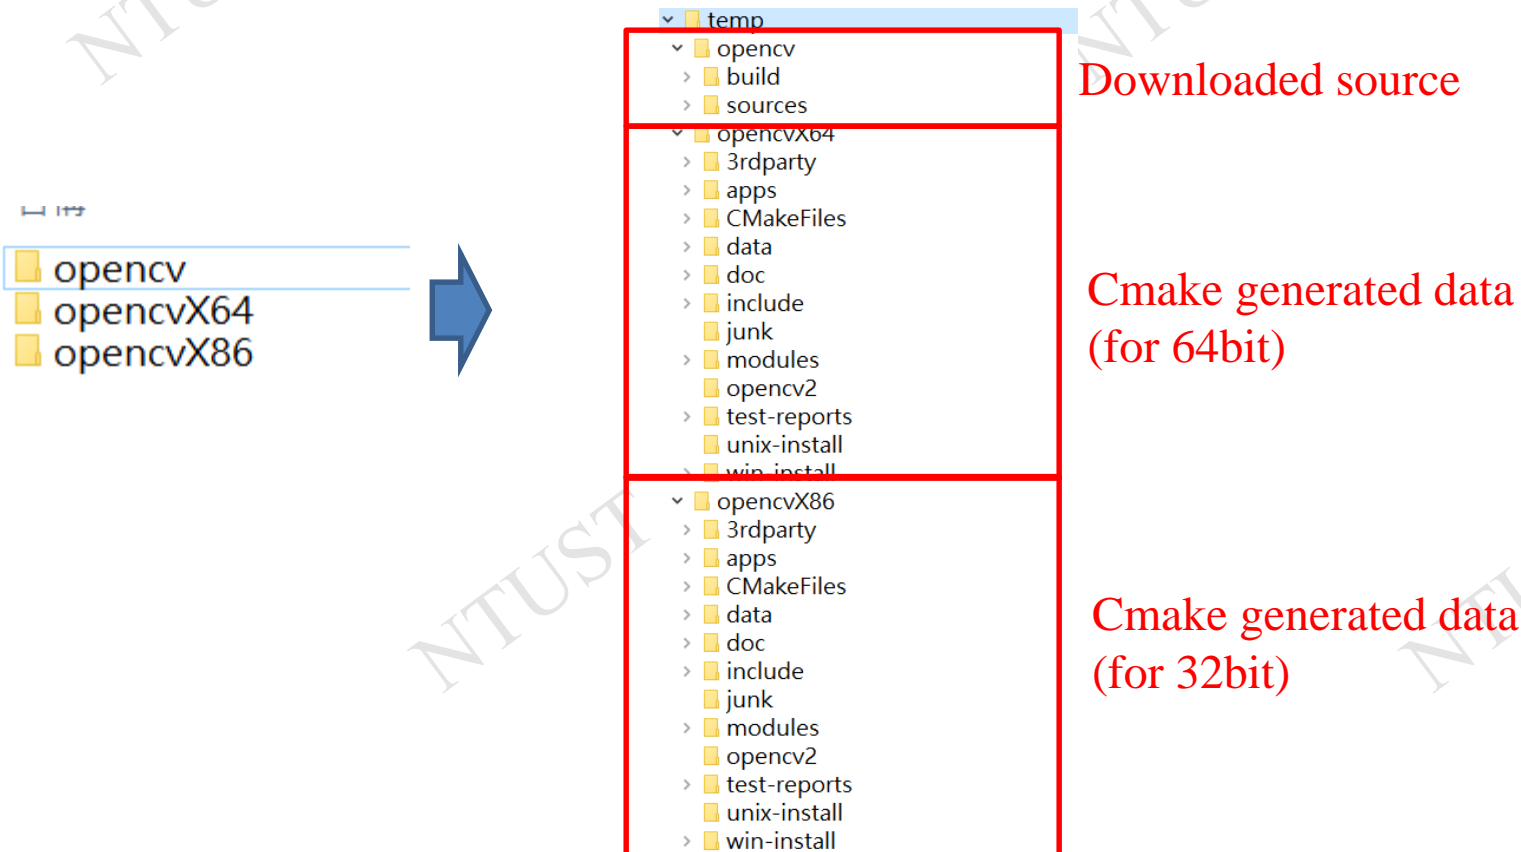 NTUST
opencv
opencvX64
opencvX86
temp
opencv
build
sources
Downloaded source
opencvX64
3rdparty
apps
CMakeFiles
data
doc
include
junk
modules
opencv2
test-reports
unix-install
win-install
Cmake generated data
(for 64bit)
opencvX86
3rdparty
apps
CMakeFiles
data
doc
include
junk
modules
opencv2
test-reports
unix-install
win-install
Cmake generated data
(for 32bit)